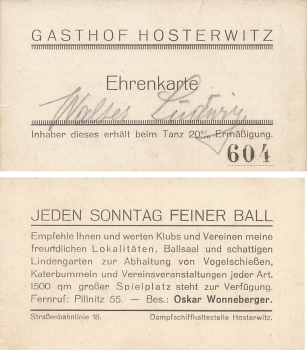 GASTHOF HOSTERWITZ
Ehrenkarte
Walter Ludwig
Inhaber dieses erhält beim Tanz 20% Ermäßigung.
604
JEDEN SONNTAG FEINER BALL
Empfehle Ihnen und werten Klubs und Vereinen meine
freundlichen Lokalitäten, Ballsaal und schattigen
Lindengarten zur Abhaltung von Vogelschießen,
Katerbummeln und Vereinsveranstaltungen jeder Art.
1500 qm großer Spielplatz steht zur Verfügung.
Fernruf: Pillnitz 55. — Bes.: Oskar Wonneberger.
Straßenbahnlinie 18. Dampfschiffhaltestelle Hosterwitz.